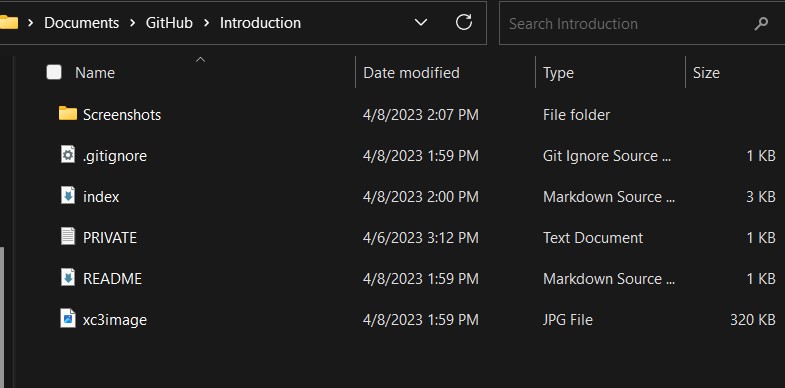 Documents > GitHub > Introduction
Search Introduction
Name Date modified Type Size
Screenshots 4/8/2023 2:07 PM File folder
.gitignore 4/8/2023 1:59 PM Git Ignore Source ... 1 KB
index 4/8/2023 2:00 PM Markdown Source ... 3 KB
PRIVATE 4/6/2023 3:12 PM Text Document 1 KB
README 4/8/2023 1:59 PM Markdown Source ... 1 KB
xc3image 4/8/2023 1:59 PM JPG File 320 KB